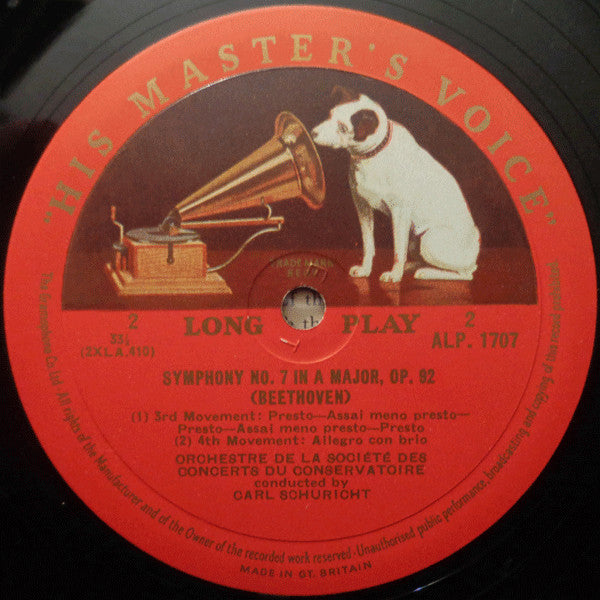 "HIS MASTER'S VOICE"
TRADE MARK
2
33⅓
(2XLA.410)
LONG PLAY
2
ALP. 1707
SYMPHONY NO. 7 IN A MAJOR, OP. 92
(BEETHOVEN)
(1) 3rd Movement: Presto—Assai meno presto—
Presto—Assai meno presto—Presto
(2) 4th Movement: Allegro con brio
ORCHESTRE DE LA SOCIÉTÉ DES
CONCERTS DU CONSERVATOIRE
conducted by
CARL SCHURICHT
The Gramophone Co. Ltd. All rights of the Manufacturer and of the Owner of the recorded work reserved · Unauthorised public performance, broadcasting and copying of this record prohibited
MADE IN GT. BRITAIN